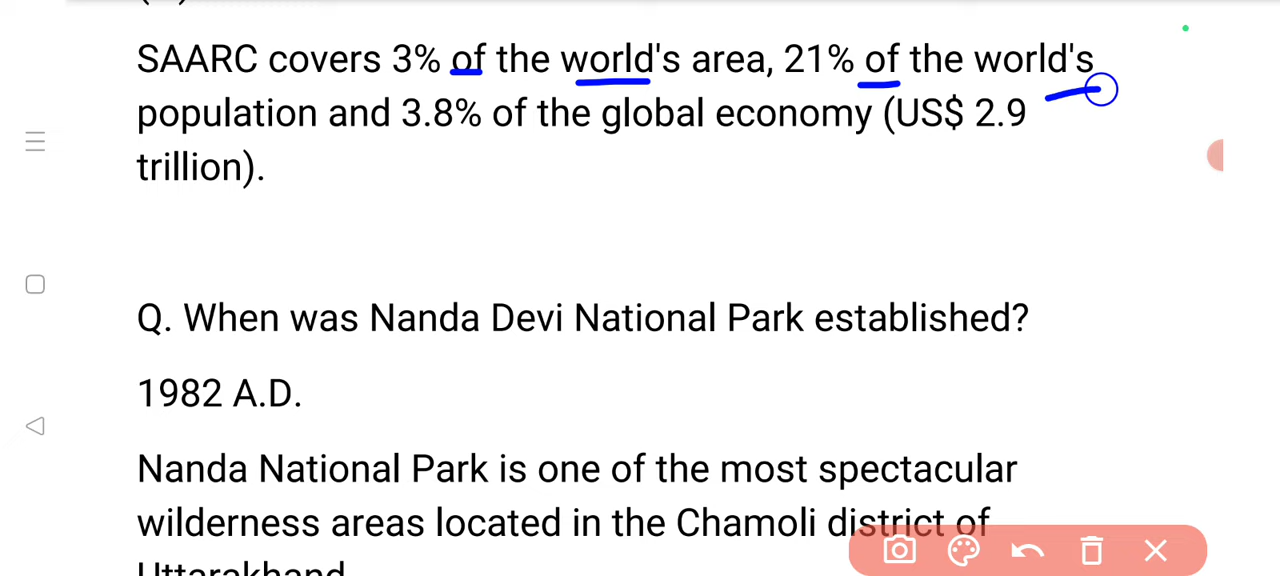 SAARC covers 3% of the world's area, 21% of the world's
population and 3.8% of the global economy (US$ 2.9
trillion).
Q. When was Nanda Devi National Park established?
1982 A.D.
Nanda National Park is one of the most spectacular
wilderness areas located in the Chamoli district of
Uttarakhand